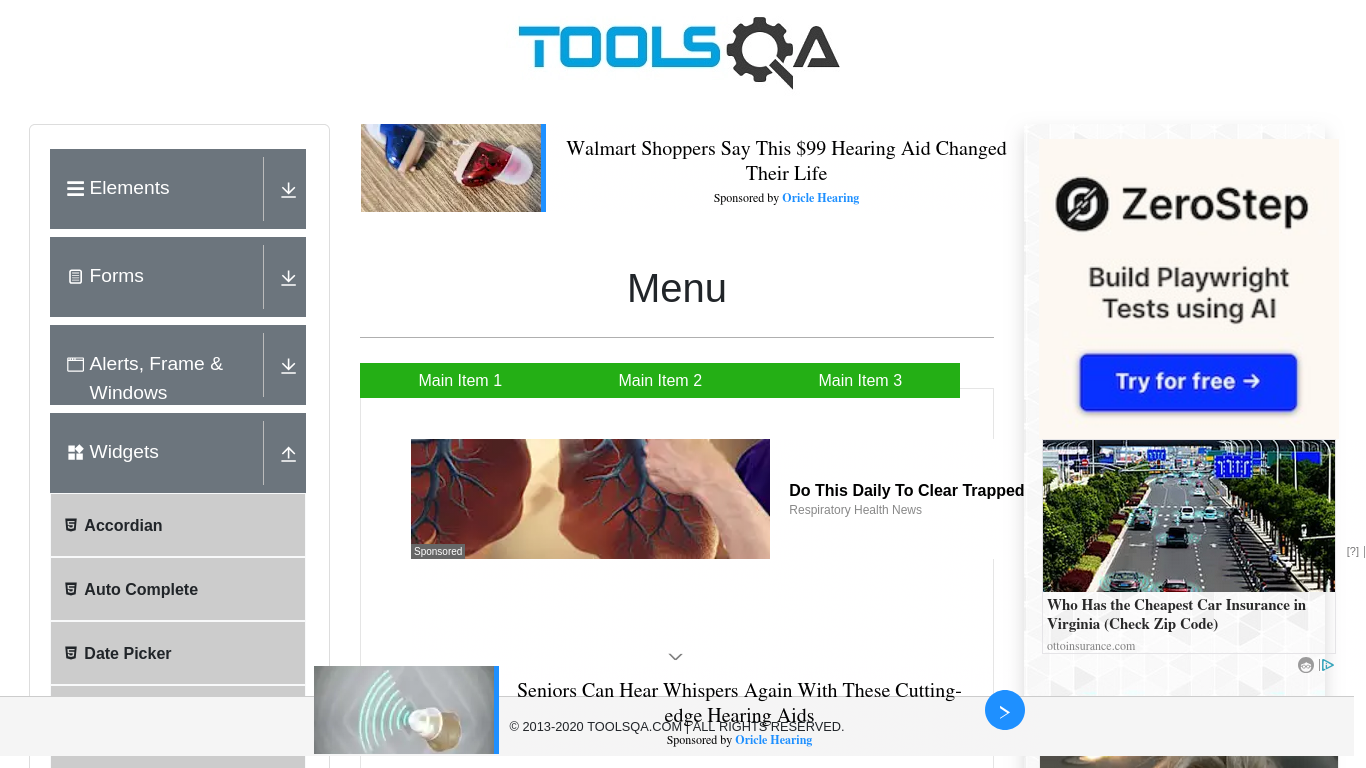 TOOLSQA
Elements
Forms
Alerts, Frame &
Windows
Widgets
Accordian
Auto Complete
Date Picker
Walmart Shoppers Say This $99 Hearing Aid Changed
Their Life
Sponsored by Oricle Hearing
Menu
Main Item 1
Main Item 2
Main Item 3
Sponsored
Do This Daily To Clear Trapped
Respiratory Health News
Seniors Can Hear Whispers Again With These Cutting-
edge Hearing Aids
Sponsored by Oricle Hearing
© 2013-2020 TOOLSQA.COM | ALL RIGHTS RESERVED.
ZeroStep
Build Playwright
Tests using AI
Try for free →
Who Has the Cheapest Car Insurance in
Virginia (Check Zip Code)
ottoinsurance.com
[?]